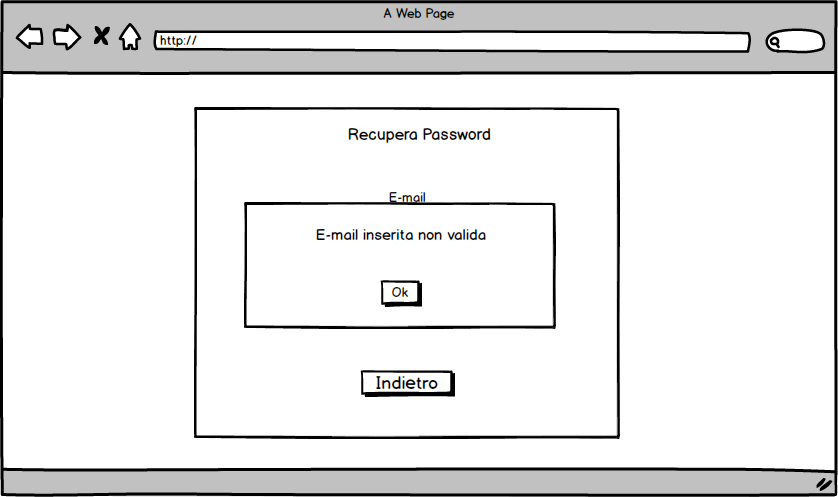 A Web Page
http://
Recupera Password
E-mail
E-mail inserita non valida
Ok
Indietro